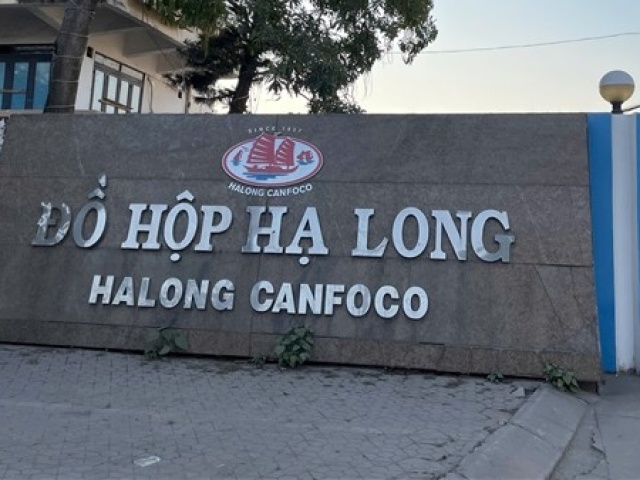 SINCE 1957
HALONG CANFOCO
ĐỒ HỘP HẠ LONG
HALONG CANFOCO